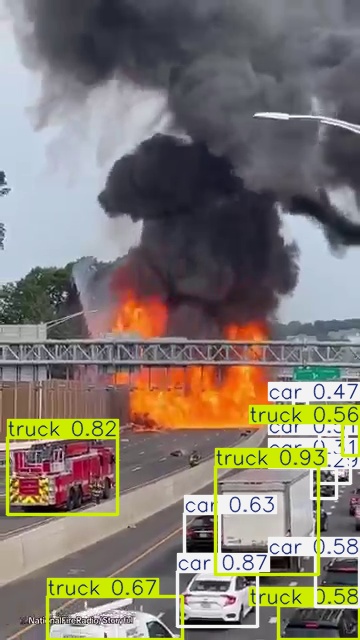 car 0.47
truck 0.56
truck 0.82
truck 0.93
car 0.63
car 0.58
car 0.87
truck 0.67
truck 0.58
NationalFireRadio/Storyful